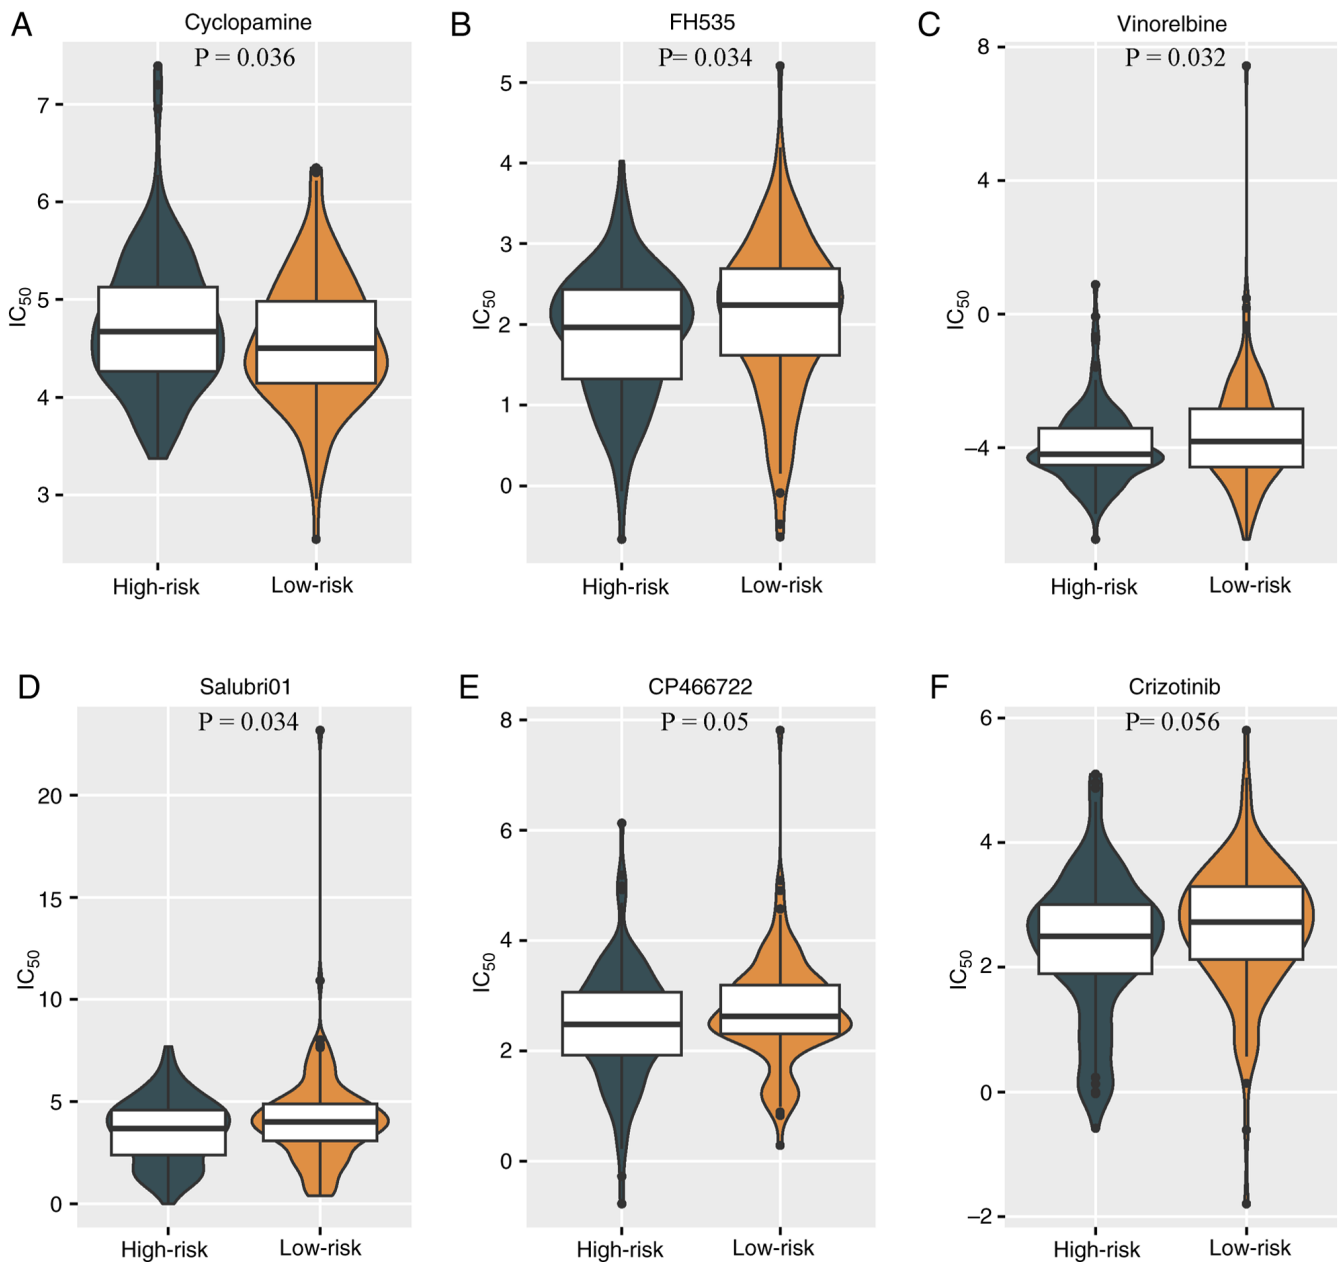 A
Cyclopamine
P = 0.036
7
6
5
4
3
IC50
High-risk
Low-risk
B
FH535
P= 0.034
5
4
3
2
1
0
IC50
High-risk
Low-risk
C
Vinorelbine
P = 0.032
8
4
0
−4
IC50
High-risk
Low-risk
D
Salubri01
P = 0.034
20
15
10
5
0
IC50
High-risk
Low-risk
E
CP466722
P = 0.05
8
6
4
2
0
IC50
High-risk
Low-risk
F
Crizotinib
P= 0.056
6
4
2
0
−2
IC50
High-risk
Low-risk